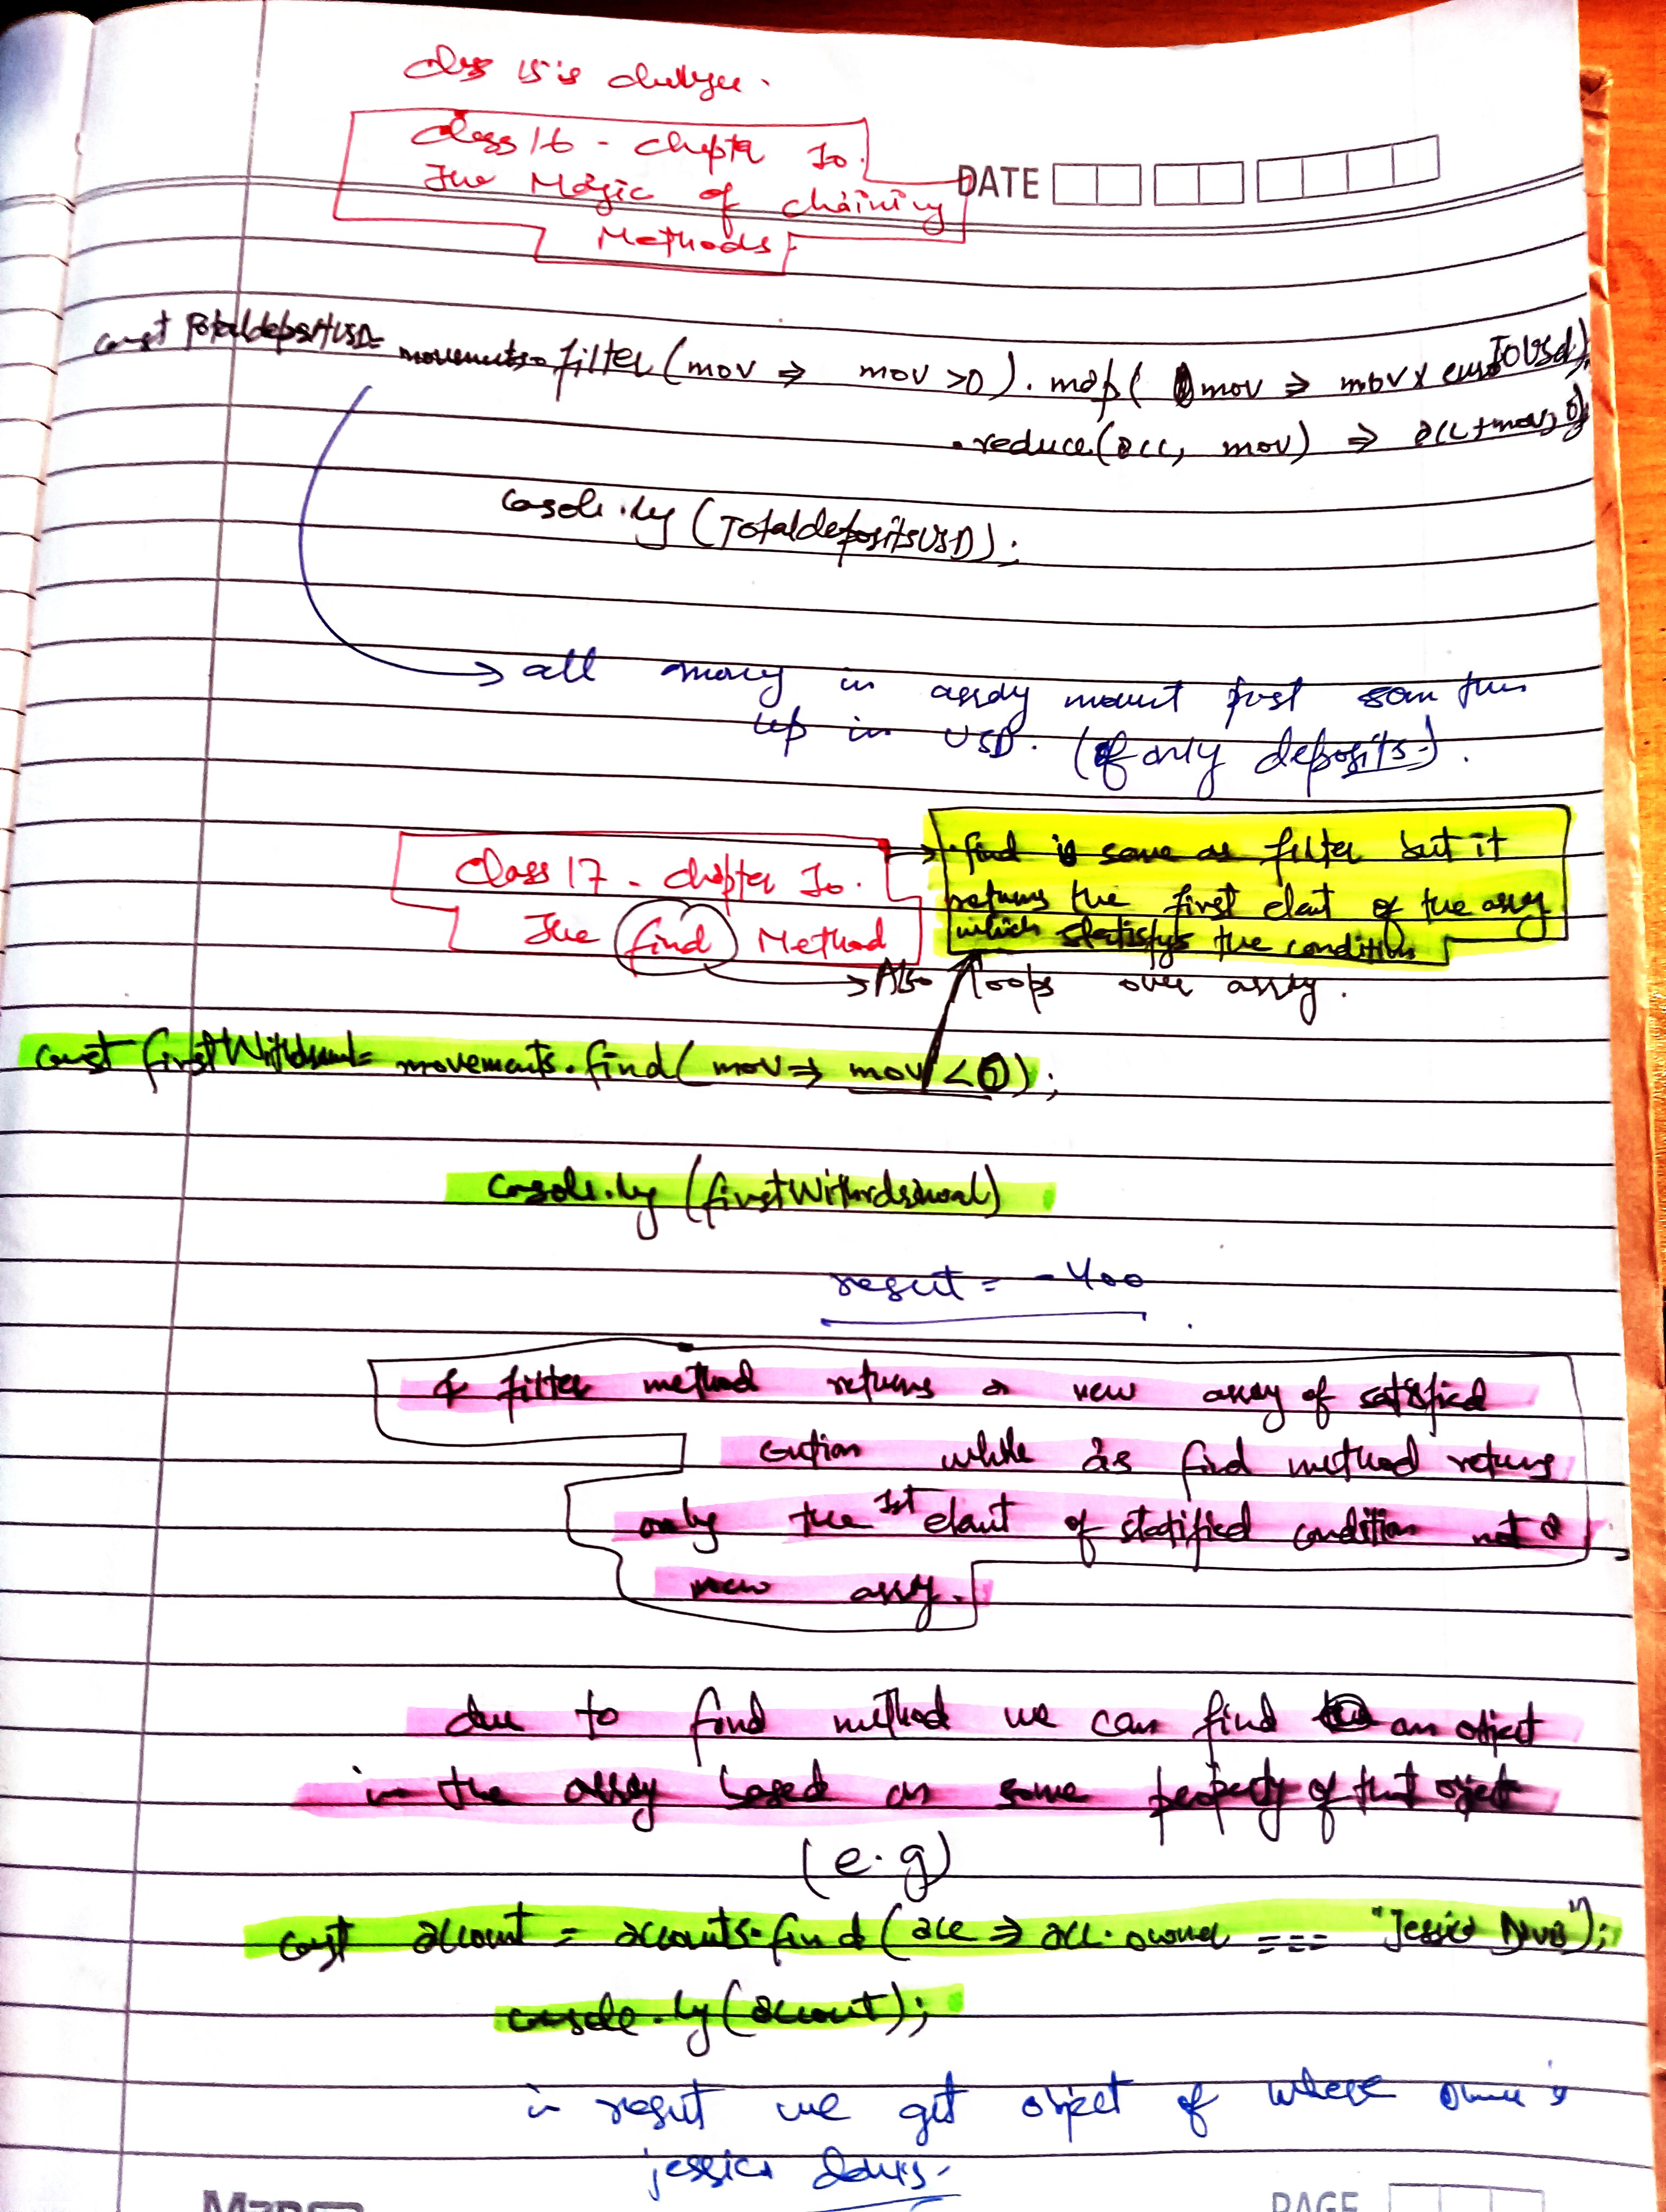 class 15 is challenge.
Class 16 - chapter 10.
The Magic of chaining
Methods
DATE
const TotaldepositUSD= movements.filter(mov => mov >0).map( mov => mov x euroToUsd)
.reduce(acc, mov) => acc+mov, 0)
console.log (TotaldepositsUSD);
→ all money in array movement post sum them
up in USD. (of only deposits).
Class 17 - chapter 10.
The find Method
find is same as filter but it
returns the first elemt of the array
which statisfys the condition
→ Also loops over array.
const firstWithdrawal= movements.find(mov => mov <0);
console.log (firstWithdrawal)
result = -400
& filter method returns a new array of satisfied
while as find method returns
only the 1st elemt of statified condition not a
new array.
due to find method we can find an object
in the array based on some property of that object
(e.g)
const account = accounts.find(acc => acc.owner === "Jessica Davis");
console.log(account);
in result we get object of where owner is
jessica davis.
PAGE